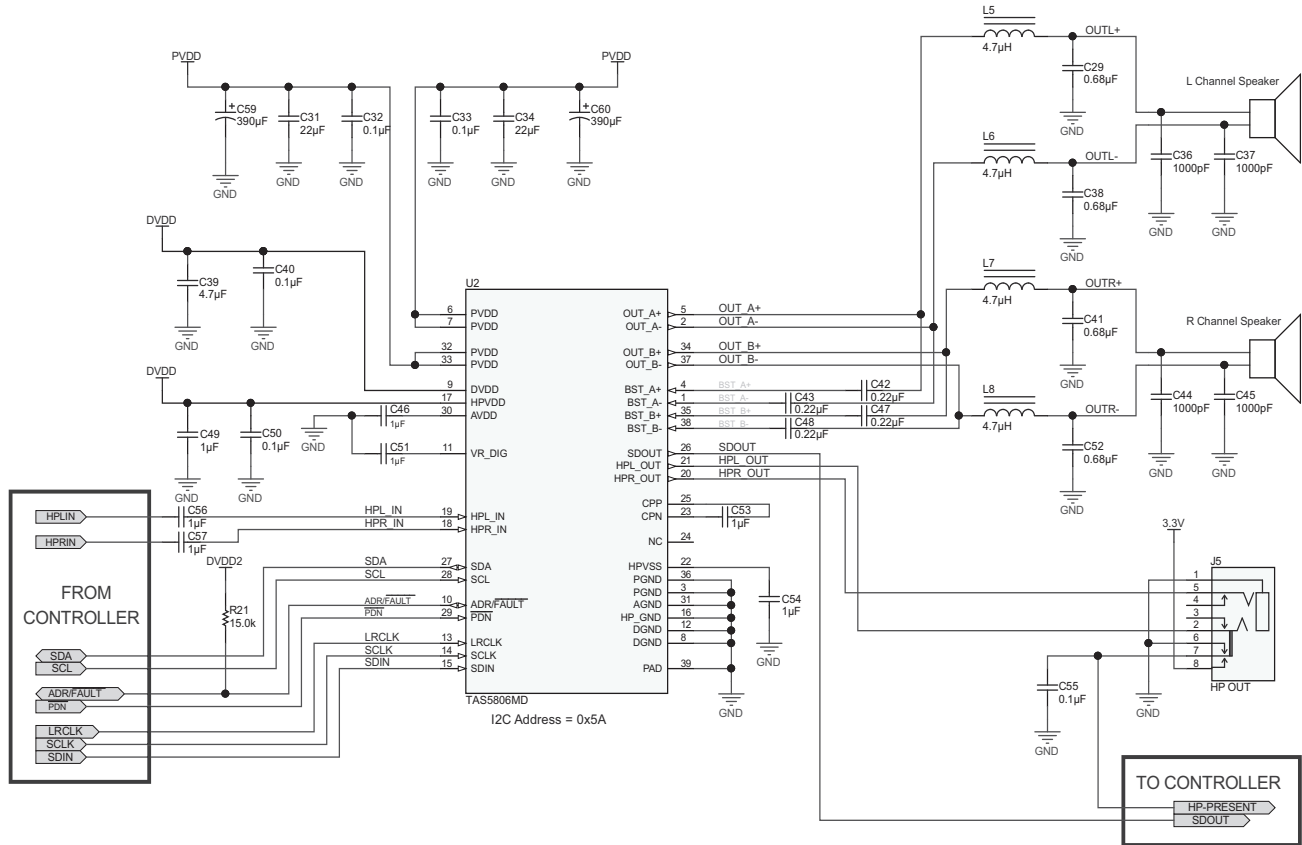 PVDD
C59
390µF
C31
22µF
C32
0.1µF
GND
GND
GND
PVDD
C33
0.1µF
C34
22µF
C60
390µF
GND
GND
GND
L5
4.7µH
OUTL+
C29
0.68µF
GND
L Channel Speaker
L6
4.7µH
OUTL-
C38
0.68µF
GND
C36
1000pF
GND
C37
1000pF
GND
DVDD
C39
4.7µF
GND
C40
0.1µF
GND
DVDD
C49
1µF
GND
C50
0.1µF
GND
C46
1µF
GND
C51
1µF
L7
4.7µH
OUTR+
C41
0.68µF
GND
R Channel Speaker
L8
4.7µH
OUTR-
C52
0.68µF
GND
C44
1000pF
GND
C45
1000pF
GND
U2
6 PVDD
7 PVDD
32 PVDD
33 PVDD
9 DVDD
17 HPVDD
30 AVDD
11 VR_DIG
HPL_IN 19 HPL_IN
HPR_IN 18 HPR_IN
SDA 27 SDA
SCL 28 SCL
ADR/FAULT 10 ADR/FAULT
PDN 29 PDN
LRCLK 13 LRCLK
SCLK 14 SCLK
SDIN 15 SDIN
OUT_A+ 5 OUT_A+
OUT_A- 2 OUT_A-
OUT_B+ 34 OUT_B+
OUT_B- 37 OUT_B-
BST_A+ 4 BST_A+
BST_A- 1 BST_A-
BST_B+ 35 BST_B+
BST_B- 38 BST_B-
C42
0.22µF
C43
0.22µF
C47
0.22µF
C48
0.22µF
SDOUT 26 SDOUT
HPL_OUT 21 HPL_OUT
HPR_OUT 20 HPR_OUT
CPP 25
CPN 23
C53
1µF
NC 24
HPVSS 22
PGND 36
PGND 3
AGND 31
HP_GND 16
DGND 12
DGND 8
PAD 39
C54
1µF
GND
GND
TAS5806MD
I2C Address = 0x5A
HPLIN
HPRIN
C56
1µF
C57
1µF
DVDD2
R21
15.0k
FROM
CONTROLLER
SDA
SCL
ADR/FAULT
PDN
LRCLK
SCLK
SDIN
3.3V
J5
1
5
4
3
2
6
7
8
HP OUT
C55
0.1µF
GND
GND
TO CONTROLLER
HP-PRESENT
SDOUT